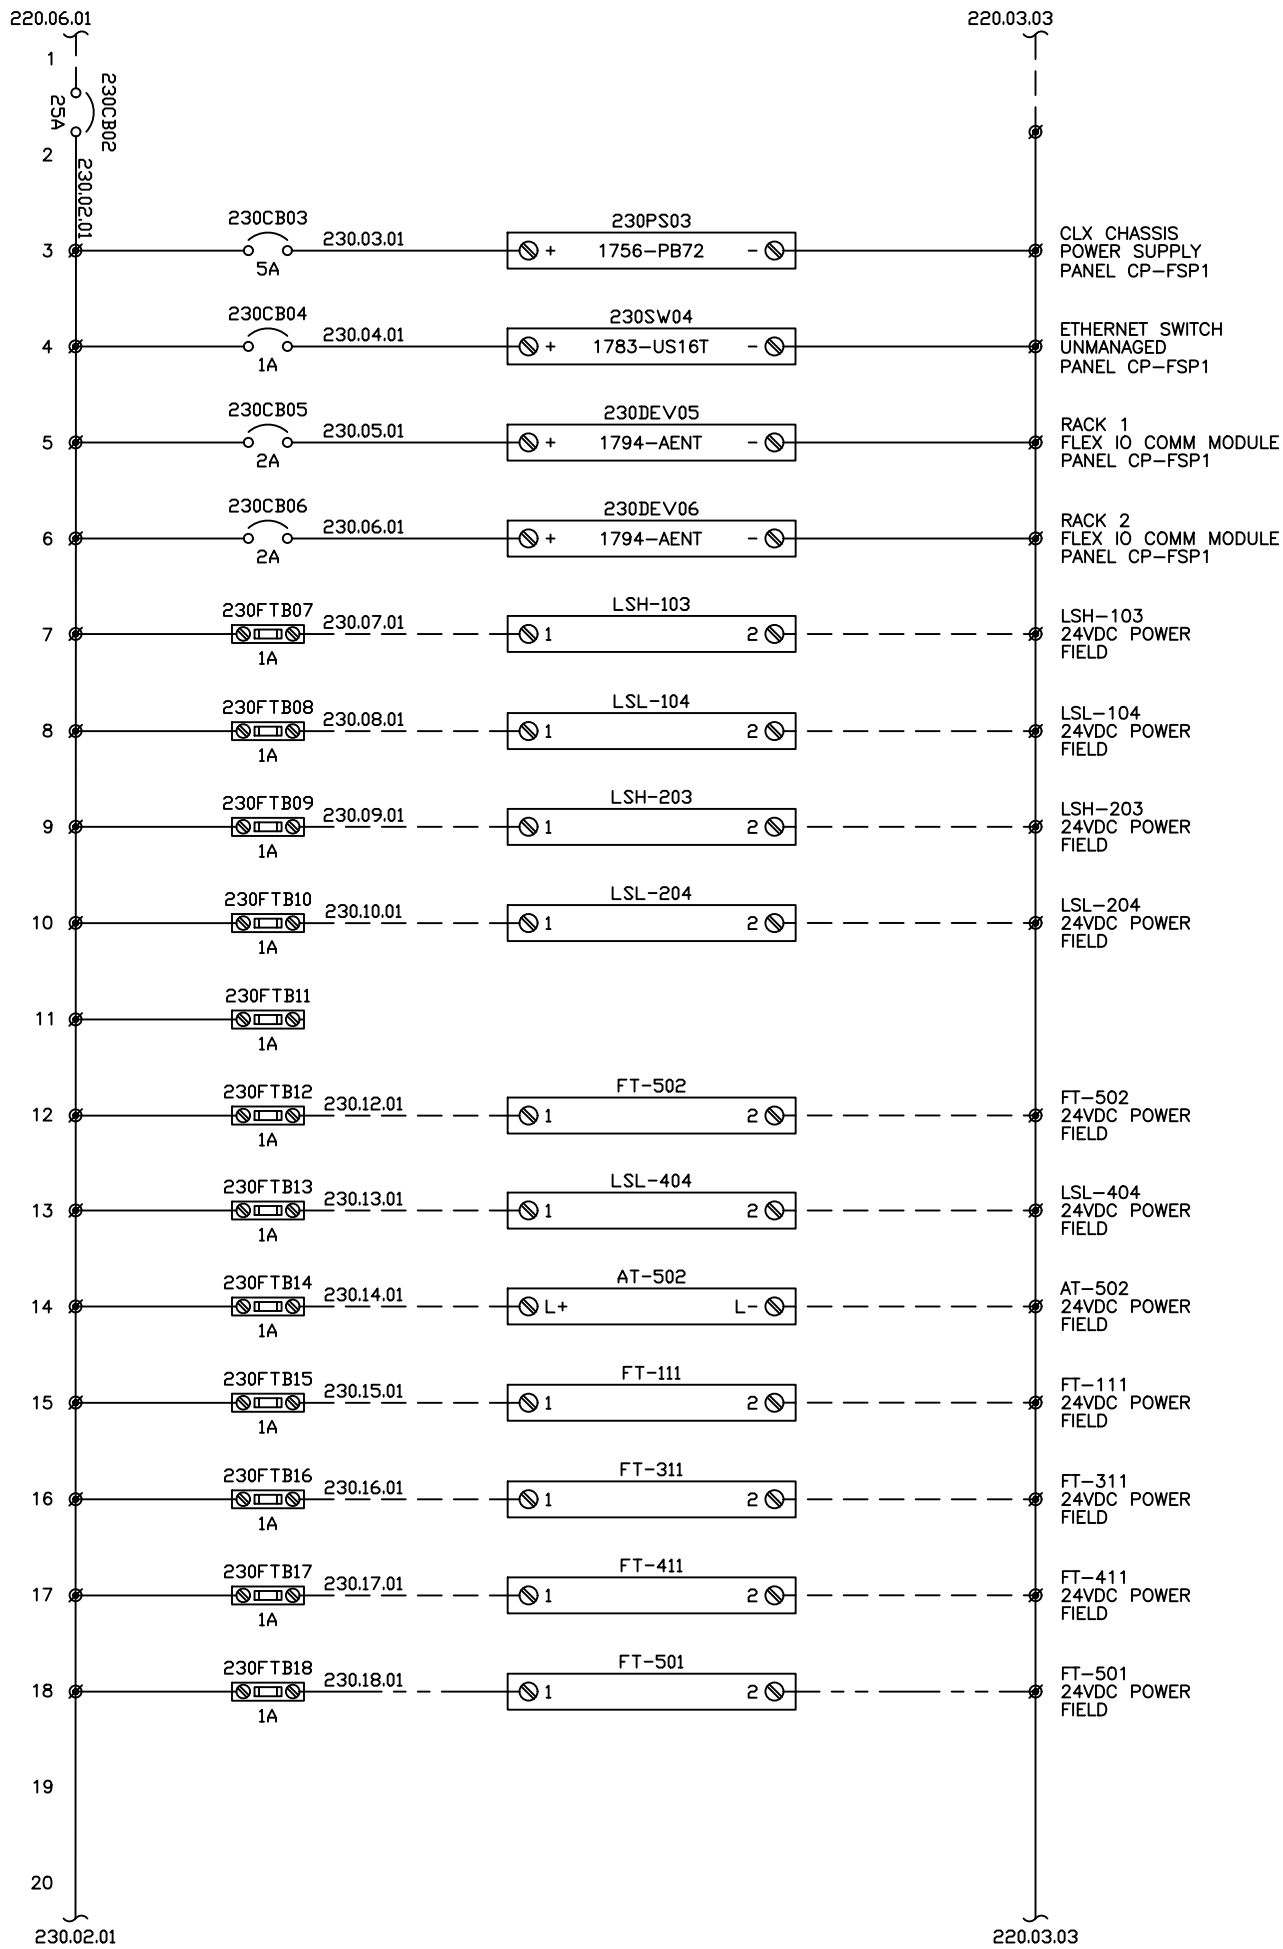 220.06.01
220.03.03
1
230CB02
25A
2
230.02.01
230CB03
230.03.01
5A
230PS03
+ 1756-PB72 -
3
CLX CHASSIS
POWER SUPPLY
PANEL CP-FSP1
230CB04
230.04.01
1A
230SW04
+ 1783-US16T -
4
ETHERNET SWITCH
UNMANAGED
PANEL CP-FSP1
230CB05
230.05.01
2A
230DEV05
+ 1794-AENT -
5
RACK 1
FLEX IO COMM MODULE
PANEL CP-FSP1
230CB06
230.06.01
2A
230DEV06
+ 1794-AENT -
6
RACK 2
FLEX IO COMM MODULE
PANEL CP-FSP1
230FTB07
230.07.01
1A
LSH-103
1 2
7
LSH-103
24VDC POWER
FIELD
230FTB08
230.08.01
1A
LSL-104
1 2
8
LSL-104
24VDC POWER
FIELD
230FTB09
230.09.01
1A
LSH-203
1 2
9
LSH-203
24VDC POWER
FIELD
230FTB10
230.10.01
1A
LSL-204
1 2
10
LSL-204
24VDC POWER
FIELD
230FTB11
11
1A
230FTB12
230.12.01
1A
FT-502
1 2
12
FT-502
24VDC POWER
FIELD
230FTB13
230.13.01
1A
LSL-404
1 2
13
LSL-404
24VDC POWER
FIELD
230FTB14
230.14.01
1A
AT-502
L+ L-
14
AT-502
24VDC POWER
FIELD
230FTB15
230.15.01
1A
FT-111
1 2
15
FT-111
24VDC POWER
FIELD
230FTB16
230.16.01
1A
FT-311
1 2
16
FT-311
24VDC POWER
FIELD
230FTB17
230.17.01
1A
FT-411
1 2
17
FT-411
24VDC POWER
FIELD
230FTB18
230.18.01
1A
FT-501
1 2
18
FT-501
24VDC POWER
FIELD
19
20
230.02.01
220.03.03